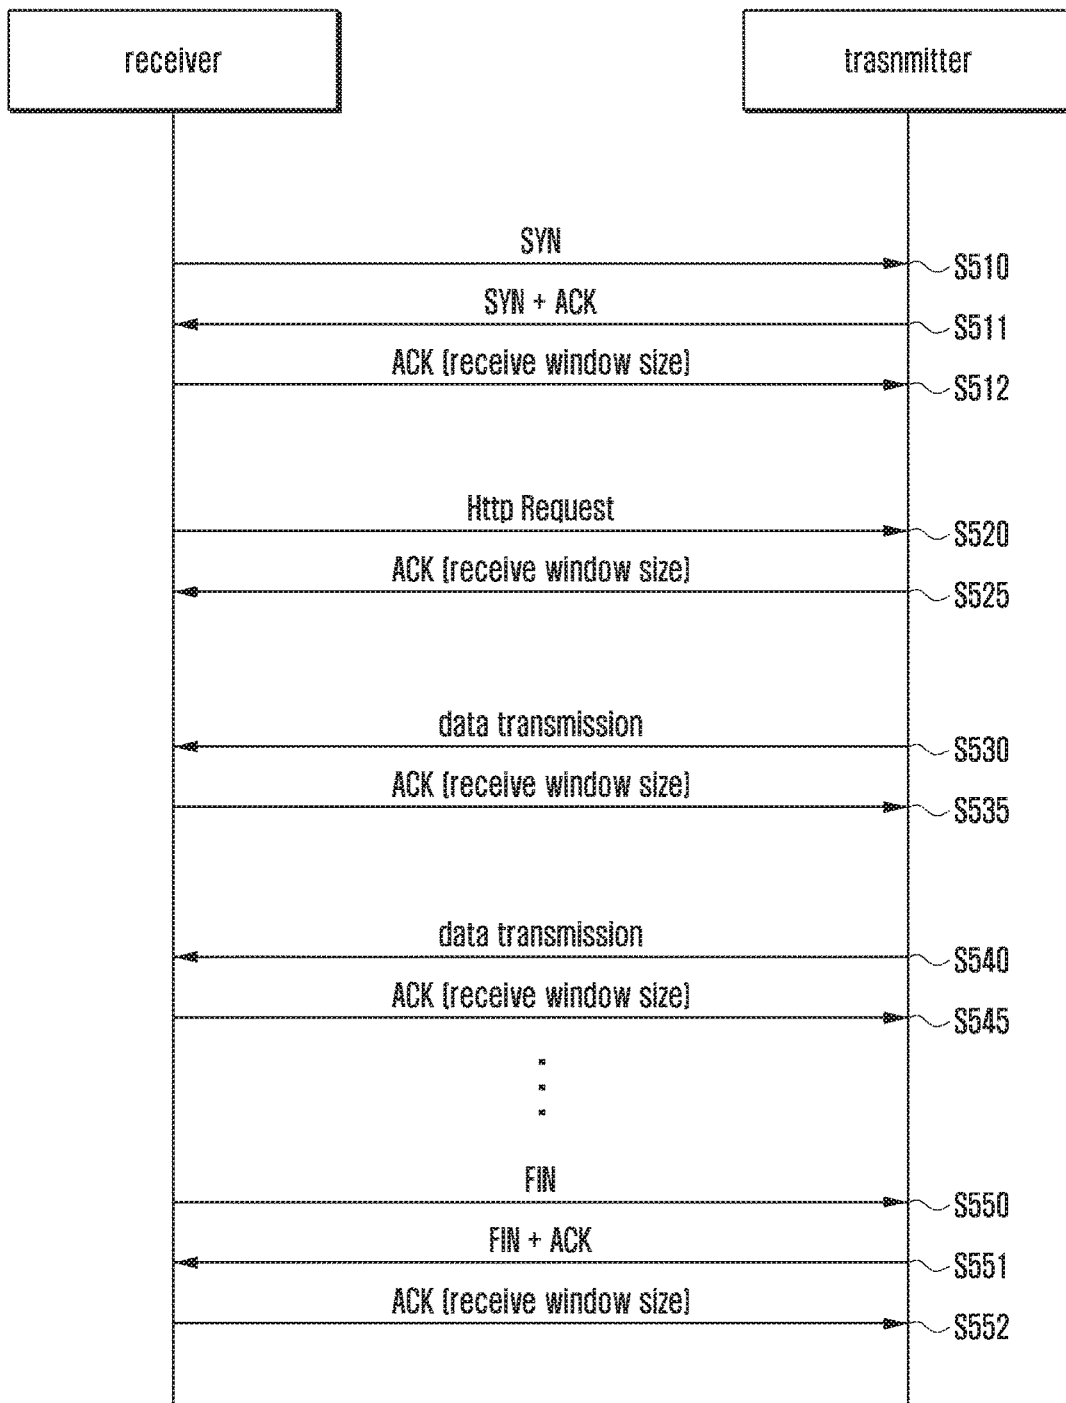 receiver
trasnmitter
SYN
S510
SYN + ACK
S511
ACK (receive window size)
S512
Http Request
S520
ACK (receive window size)
S525
data transmission
S530
ACK (receive window size)
S535
data transmission
S540
ACK (receive window size)
S545
FIN
S550
FIN + ACK
S551
ACK (receive window size)
S552